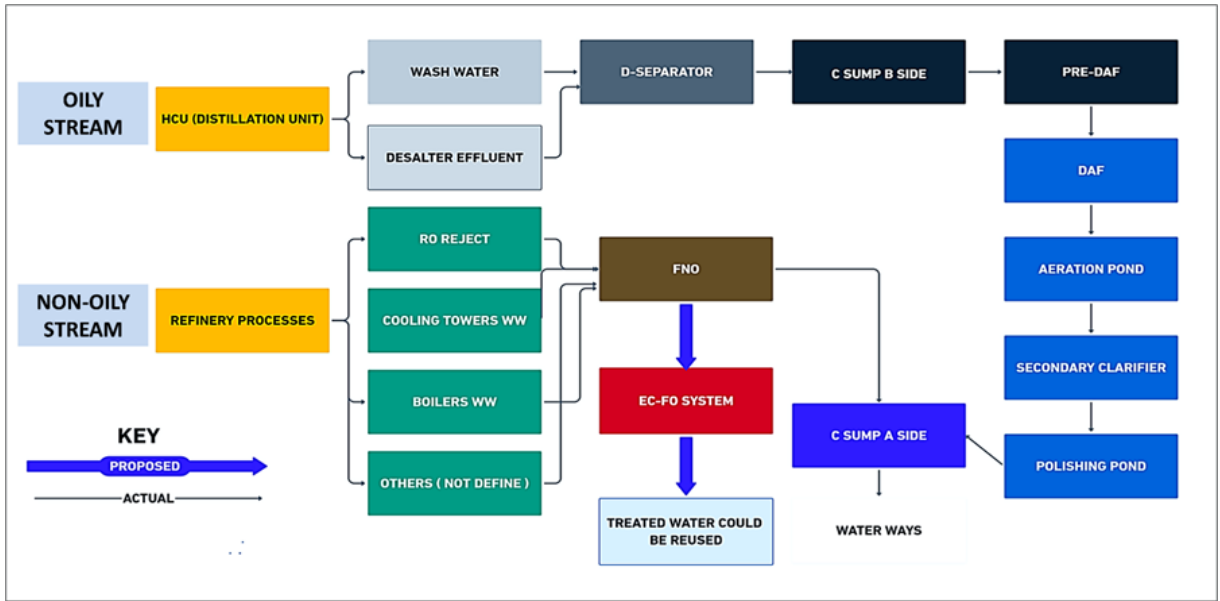 OILY
STREAM
HCU (DISTILLATION UNIT)
WASH WATER
DESALTER EFFLUENT
D-SEPARATOR
C SUMP B SIDE
PRE-DAF
DAF
AERATION POND
SECONDARY CLARIFIER
POLISHING POND
NON-OILY
STREAM
REFINERY PROCESSES
RO REJECT
COOLING TOWERS WW
BOILERS WW
OTHERS ( NOT DEFINE )
FNO
EC-FO SYSTEM
TREATED WATER COULD
BE REUSED
C SUMP A SIDE
WATER WAYS
KEY
PROPOSED
ACTUAL